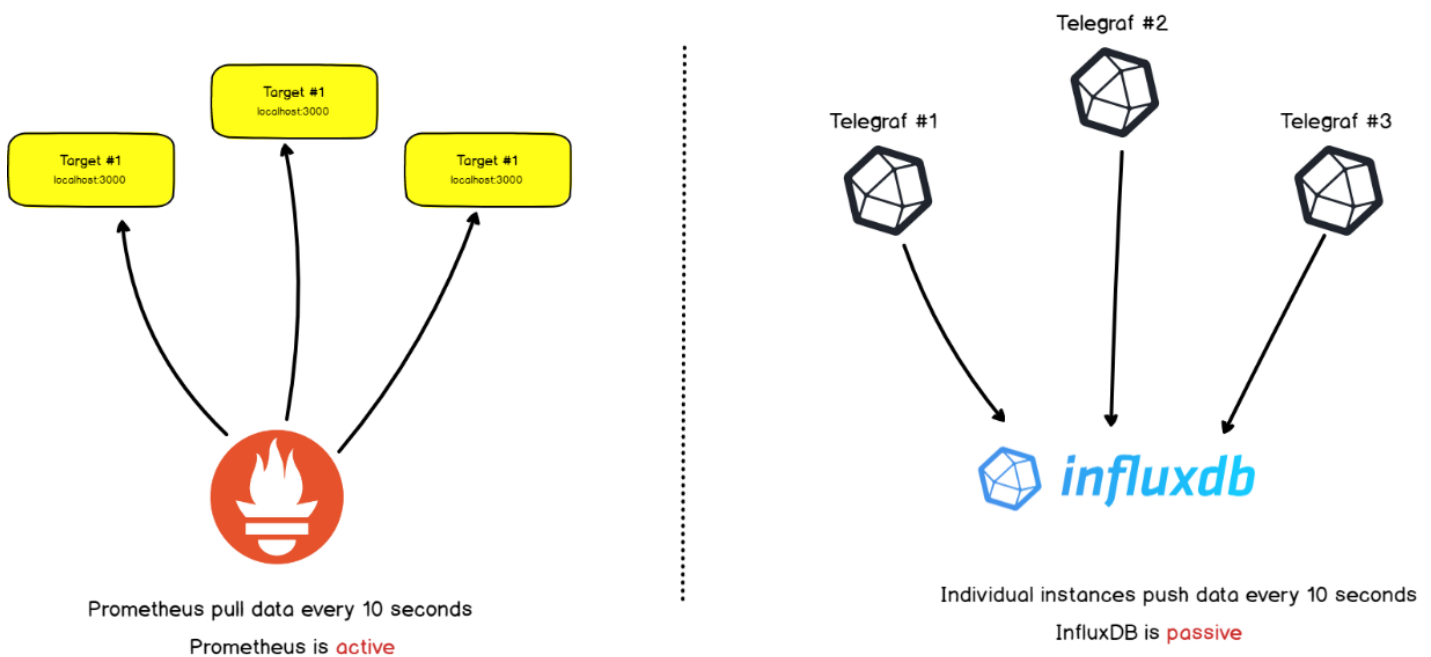 Target #1
localhost:3000
Target #1
localhost:3000
Target #1
localhost:3000
Prometheus pull data every 10 seconds
Prometheus is active
Telegraf #1
Telegraf #2
Telegraf #3
influxdb
Individual instances push data every 10 seconds
InfluxDB is passive